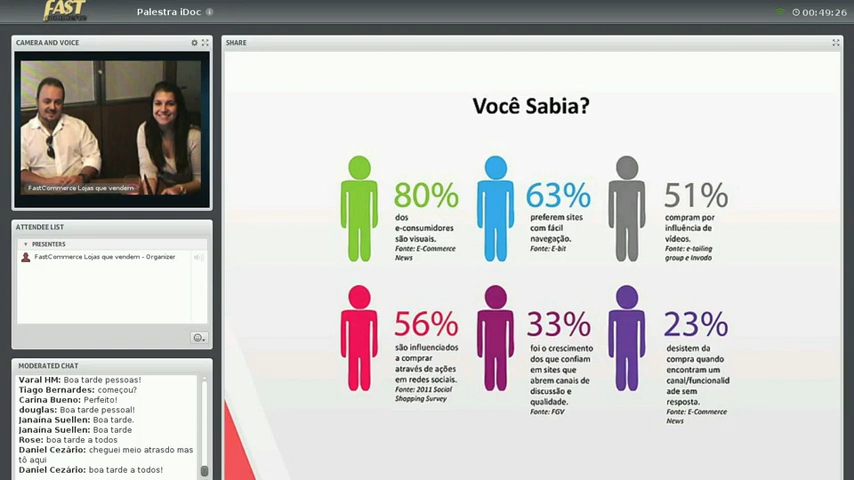 FAST
Palestra iDoc
00:49:26
CAMERA AND VOICE
FastCommerce Lojas que vendem
ATTENDEE LIST
PRESENTERS
FastCommerce Lojas que vendem - Organizer
MODERATED CHAT
Varal HM: Boa tarde pessoas!
Tiago Bernardes: começou?
Carina Bueno: Perfeito!
douglas: Boa tarde pessoal!
Janaína Suellen: Boa tarde.
Janaína Suellen: Boa tarde
Rose: boa tarde a todos
Daniel Cezário: cheguei meio atrasdo mas
tô aqui
Daniel Cezário: boa tarde a todos!
SHARE
Você Sabia?
80%
dos
e-consumidores
são visuais.
Fonte: E-Commerce
News
63%
preferem sites
com fácil
navegação.
Fonte: E-bit
51%
compram por
influência de
vídeos.
Fonte: e-tailing
group e Invodo
56%
são influenciados
a comprar
através de ações
em redes sociais.
Fonte: 2011 Social
Shopping Survey
33%
foi o crescimento
dos que confiam
em sites que
abrem canais de
discussão e
qualidade.
Fonte: FGV
23%
desistem da
compra quando
encontram um
canal/funcionalid
ade sem
resposta.
Fonte: E-Commerce
News